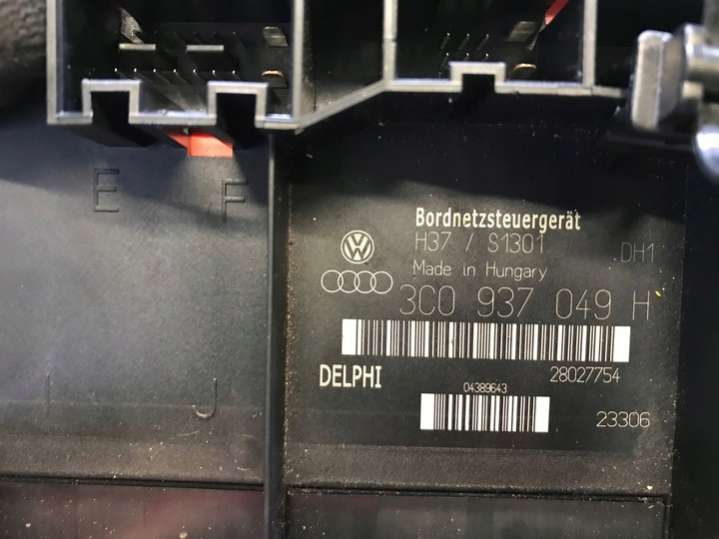 E
F
Bordnetzsteuergerät
H37 / S1301
DH1
Made in Hungary
3C0 937 049 H
DELPHI
28027754
04389643
23306
I
J